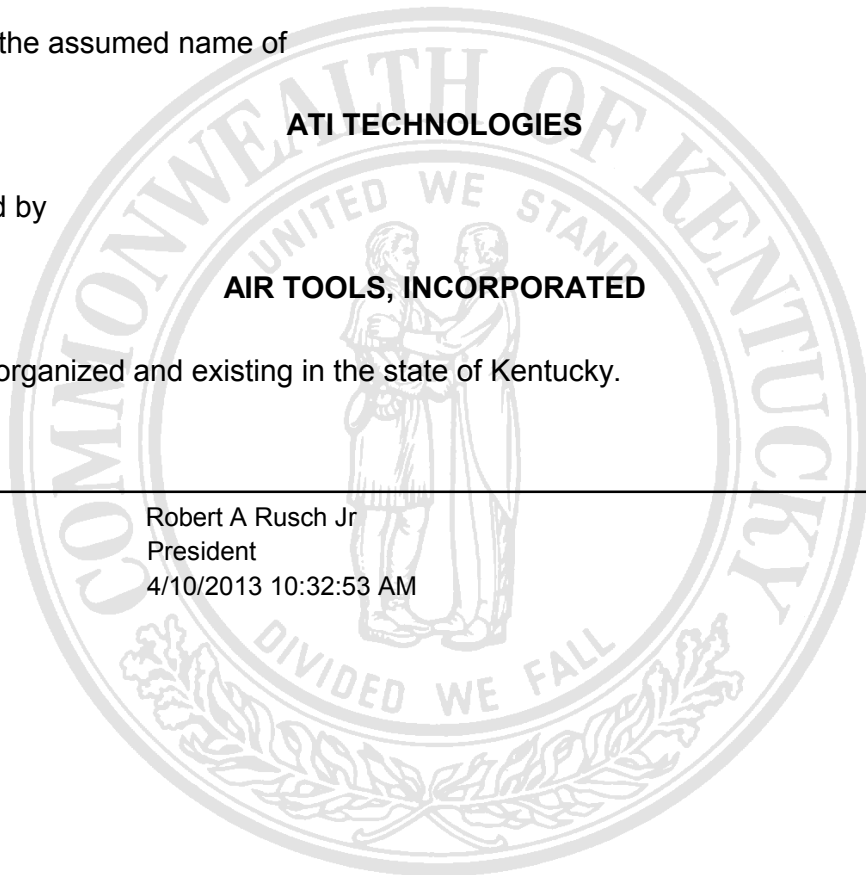 the assumed name of
ATI TECHNOLOGIES
d by
AIR TOOLS, INCORPORATED
organized and existing in the state of Kentucky.
Robert A Rusch Jr
President
4/10/2013 10:32:53 AM
COMMONWEALTH OF KENTUCKY
UNITED WE STAND
DIVIDED WE FALL